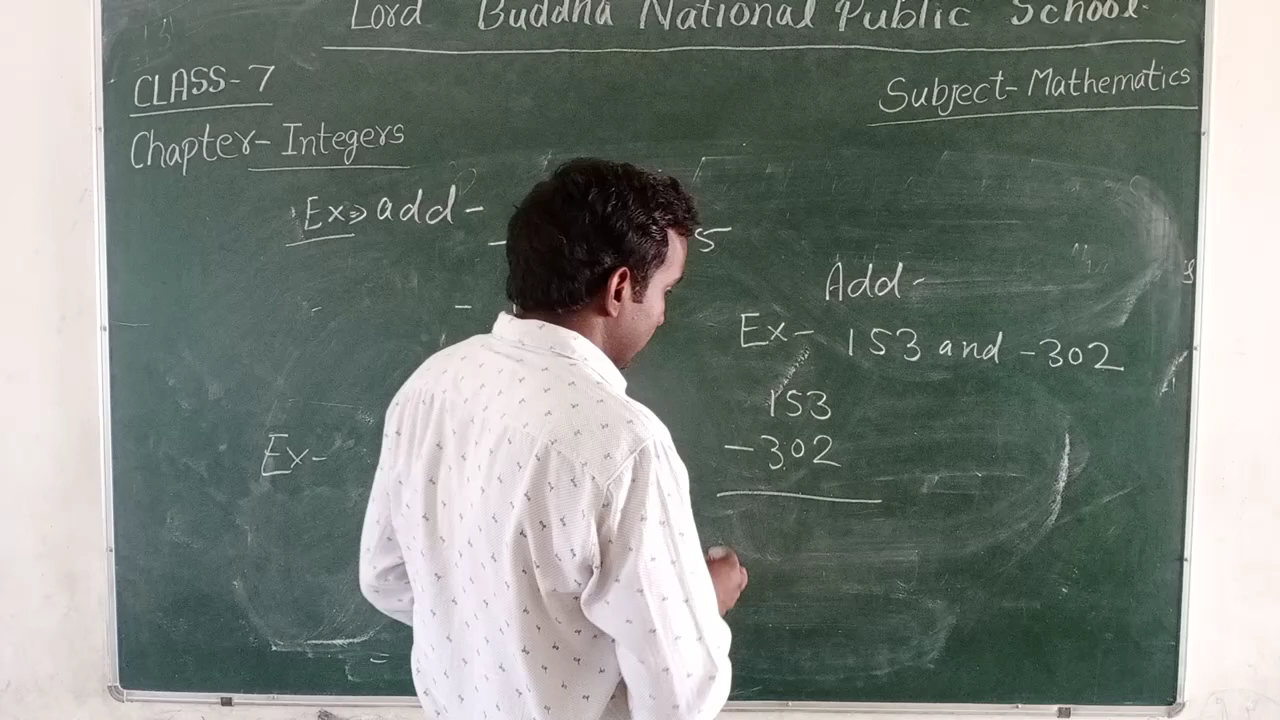 Lord Buddha National Public School.
CLASS-7
Subject-Mathematics
Chapter-Integers
Ex⇒ add-
5
Add-
Ex- 153 and -302
153
-302
Ex-